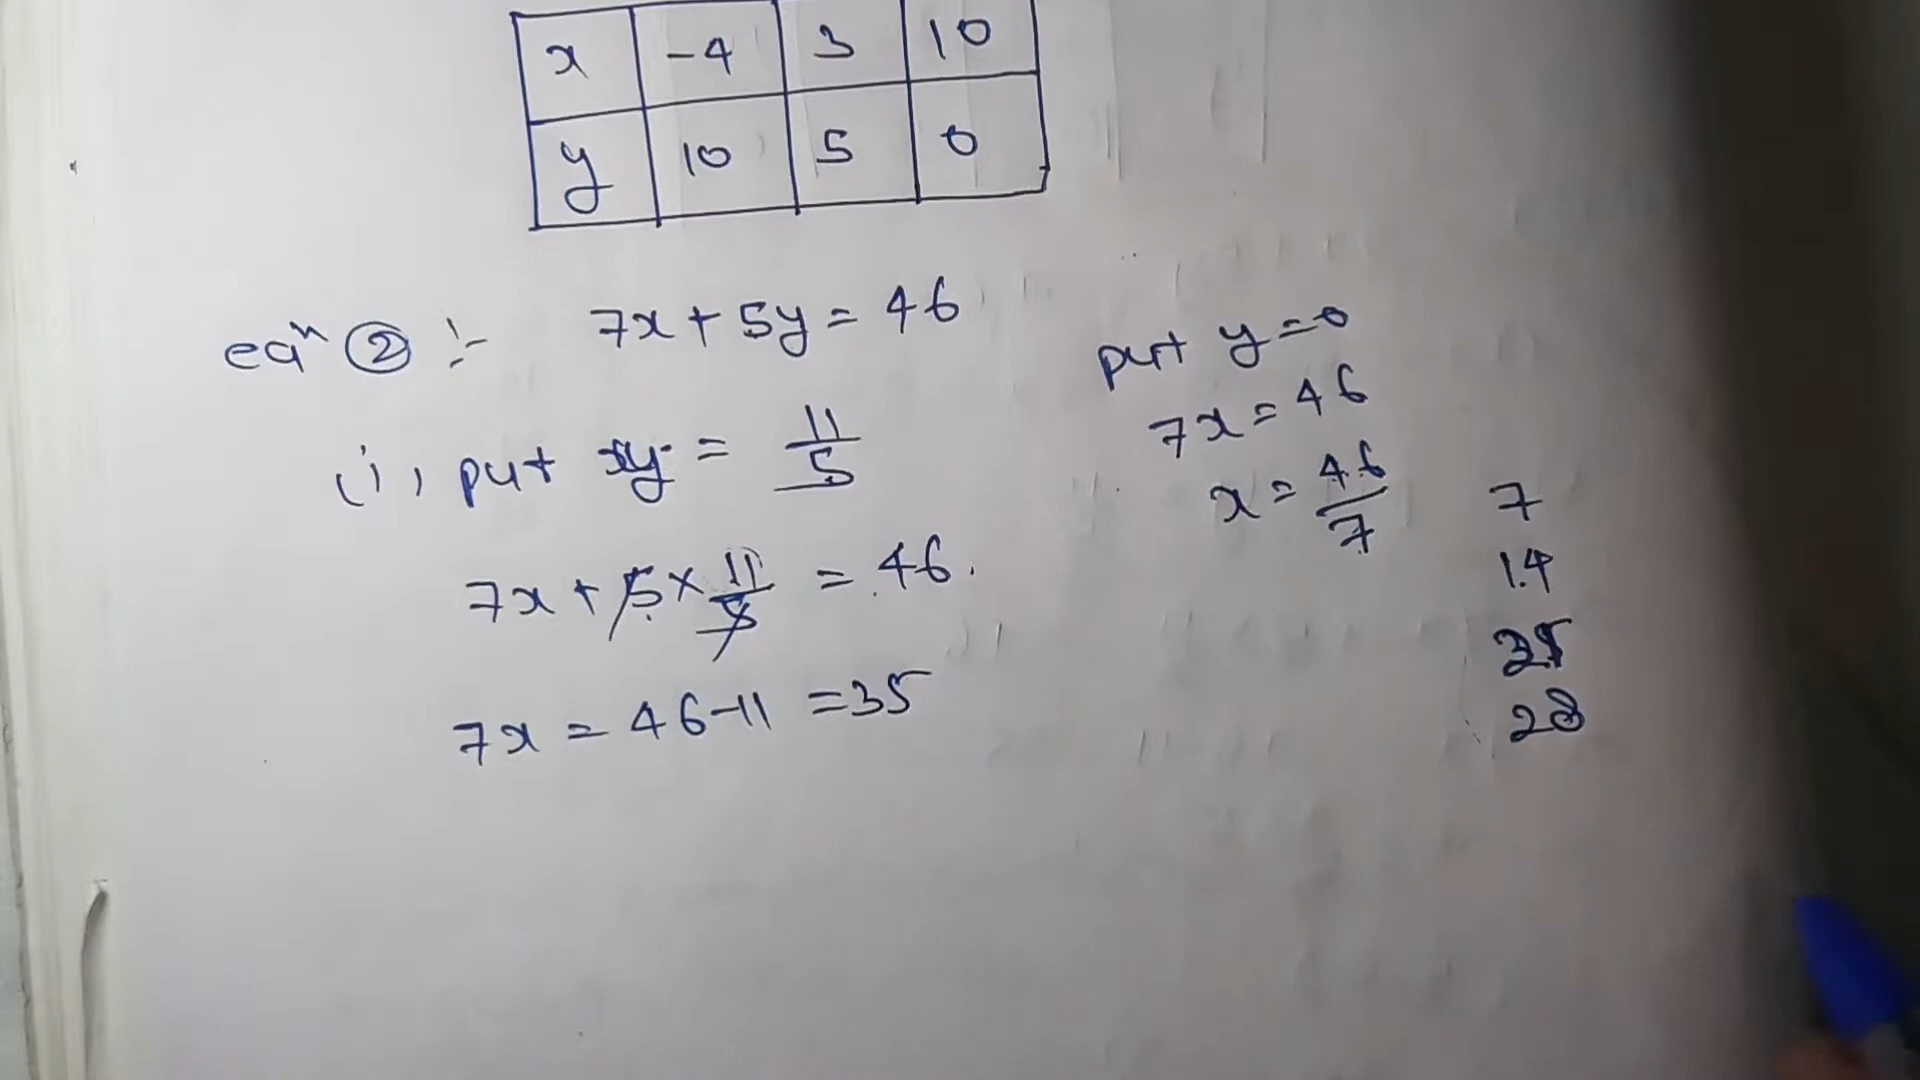 x -4 3 10
y 10 5 0
eqⁿ ② :- 7x + 5y = 46
(i) put y = 11/5
7x + 5 × 11/5 = 46.
7x = 46-11 = 35
put y = 0
7x = 46
x = 46/7
7
14
28